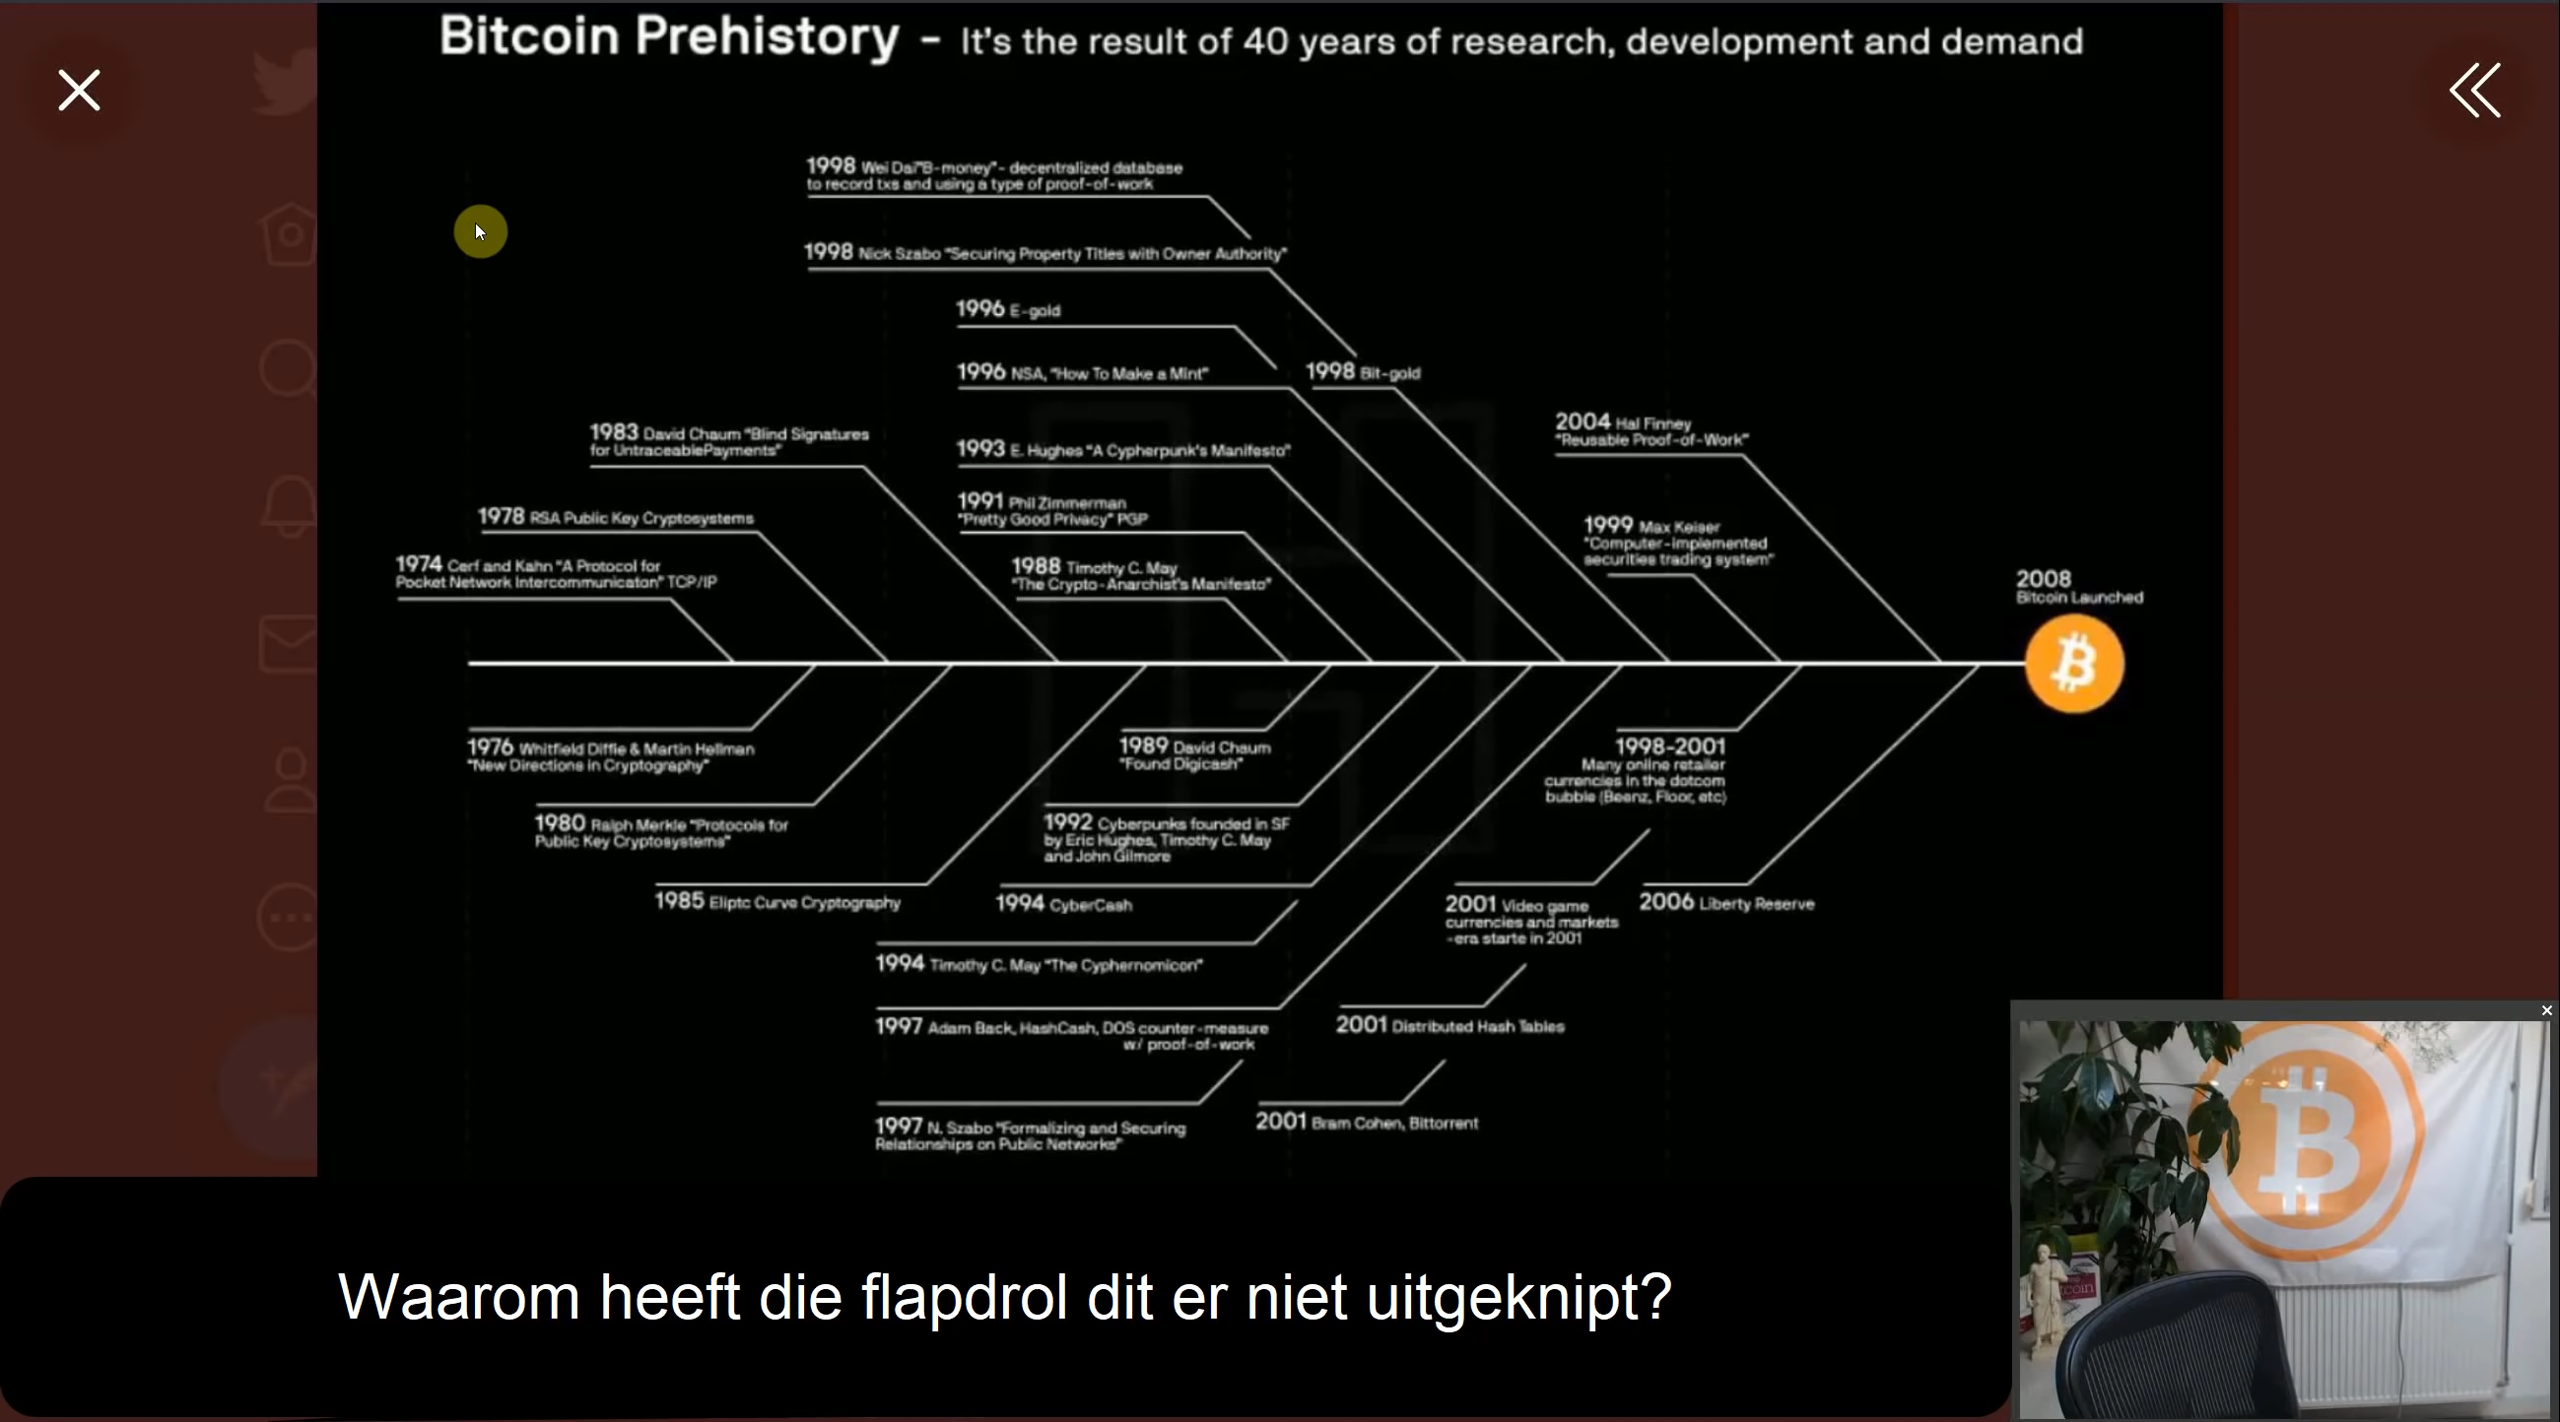 Bitcoin Prehistory - It's the result of 40 years of research, development and demand
1998 Wei Dai"B-money"- decentralized database
to record txs and using a type of proof-of-work
1998 Nick Szabo "Securing Property Titles with Owner Authority"
1996 E-gold
1996 NSA, "How To Make a Mint"
1998 Bit-gold
1983 David Chaum "Blind Signatures
for UntraceablePayments"
1993 E. Hughes "A Cypherpunk's Manifesto"
2004 Hal Finney
"Reusable Proof-of-Work"
1978 RSA Public Key Cryptosystems
1991 Phil Zimmerman
"Pretty Good Privacy" PGP
1999 Max Keiser
"Computer-implemented
securities trading system"
1974 Cerf and Kahn "A Protocol for
Pocket Network Intercommunicaton" TCP/IP
1988 Timothy C. May
"The Crypto-Anarchist's Manifesto"
2008
Bitcoin Launched
1976 Whitfield Diffie & Martin Hellman
"New Directions in Cryptography"
1989 David Chaum
"Found Digicash"
1998-2001
Many online retailer
currencies in the dotcom
bubble (Beenz, Flooz, etc)
1980 Ralph Merkle "Protocols for
Public Key Cryptosystems"
1992 Cyberpunks founded in SF
by Eric Hughes, Timothy C. May
and John Gilmore
1985 Eliptc Curve Cryptography
1994 CyberCash
2001 Video game
currencies and markets
-era starte in 2001
2006 Liberty Reserve
1994 Timothy C. May "The Cyphernomicon"
1997 Adam Back, HashCash, DOS counter-measure
w/ proof-of-work
2001 Distributed Hash Tables
1997 N. Szabo "Formalizing and Securing
Relationships on Public Networks"
2001 Bram Cohen, Bittorrent
Waarom heeft die flapdrol dit er niet uitgeknipt?